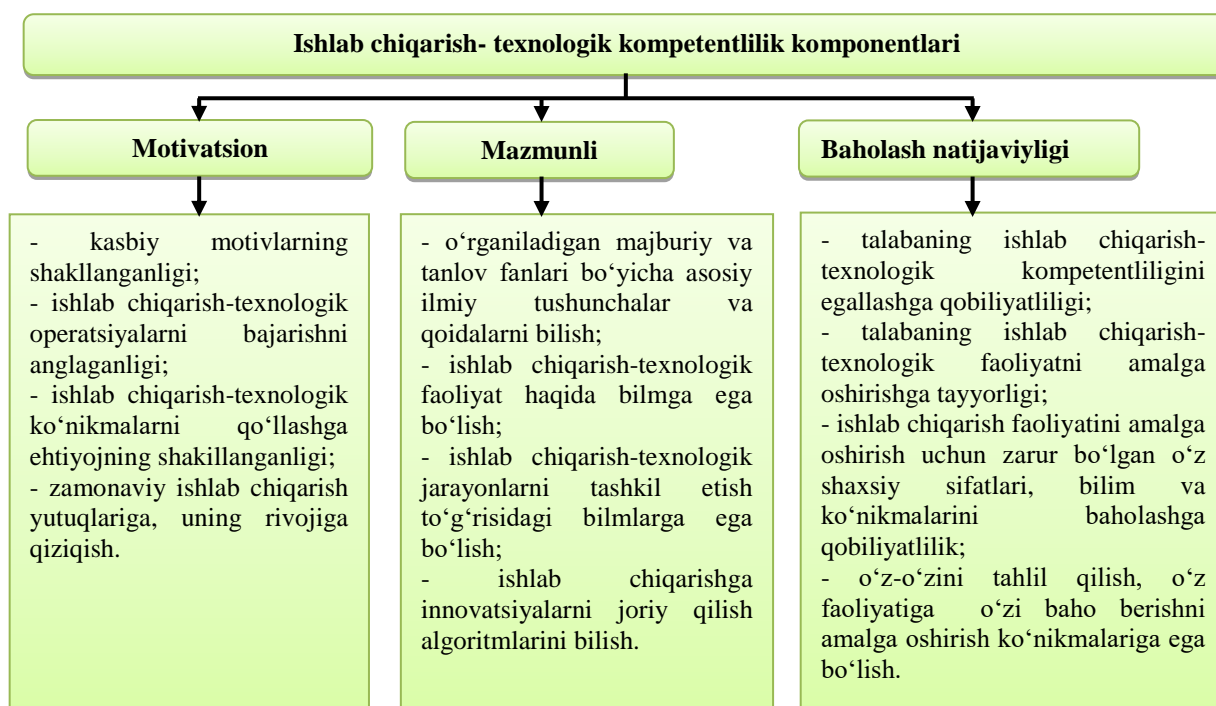 Ishlab chiqarish- texnologik kompetentlilik komponentlari
Motivatsion
Mazmunli
Baholash natijaviyligi
- kasbiy motivlarning
shakllanganligi;
- ishlab chiqarish-texnologik
operatsiyalarni bajarishni
anglaganligi;
- ishlab chiqarish-texnologik
ko‘nikmalarni qo‘llashga
ehtiyojning shakillanganligi;
- zamonaviy ishlab chiqarish
yutuqlariga, uning rivojiga
qiziqish.
- o‘rganiladigan majburiy va
tanlov fanlari bo‘yicha asosiy
ilmiy tushunchalar va
qoidalarni bilish;
- ishlab chiqarish-texnologik
faoliyat haqida bilmga ega
bo‘lish;
- ishlab chiqarish-texnologik
jarayonlarni tashkil etish
to‘g‘risidagi bilmlarga ega
bo‘lish;
- ishlab chiqarishga
innovatsiyalarni joriy qilish
algoritmlarini bilish.
- talabaning ishlab chiqarish-
texnologik kompetentliligini
egallashga qobiliyatliligi;
- talabaning ishlab chiqarish-
texnologik faoliyatni amalga
oshirishga tayyorligi;
- ishlab chiqarish faoliyatini amalga
oshirish uchun zarur bo‘lgan o‘z
shaxsiy sifatlari, bilim va
ko‘nikmalarini baholashga
qobiliyatlilik;
- o‘z-o‘zini tahlil qilish, o‘z
faoliyatiga o‘zi baho berishni
amalga oshirish ko‘nikmalariga ega
bo‘lish.